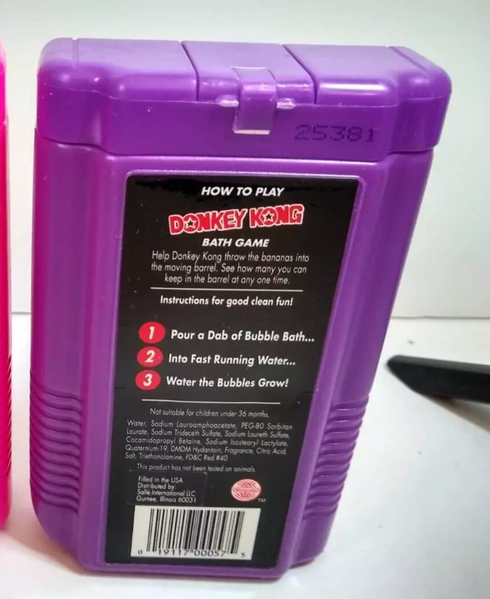 25381
HOW TO PLAY
DONKEY KONG
BATH GAME
Help Donkey Kong throw the bananas into
the moving barrel. See how many you can
keep in the barrel at any one time.
Instructions for good clean fun!
1 Pour a Dab of Bubble Bath...
2 Into Fast Running Water...
3 Water the Bubbles Grow!
Not suitable for children under 36 months.
Water, Sodium Lauroamphoacetate, PEG-80 Sorbitan
Laurate, Sodium Trideceth Sulfate, Sodium Laureth Sulfate,
Cocamidopropyl Betaine, Sodium Isostearyl Lactylate,
Quaternium-19, DMDM Hydantoin, Fragrance, Citric Acid,
Salt, Triethanolamine, FD&C Red #40
This product has not been tested on animals.
Filled in the USA
Distributed by:
Salle International LLC
Gurnee, Illinois 60031
TM
0 19117 00057 5